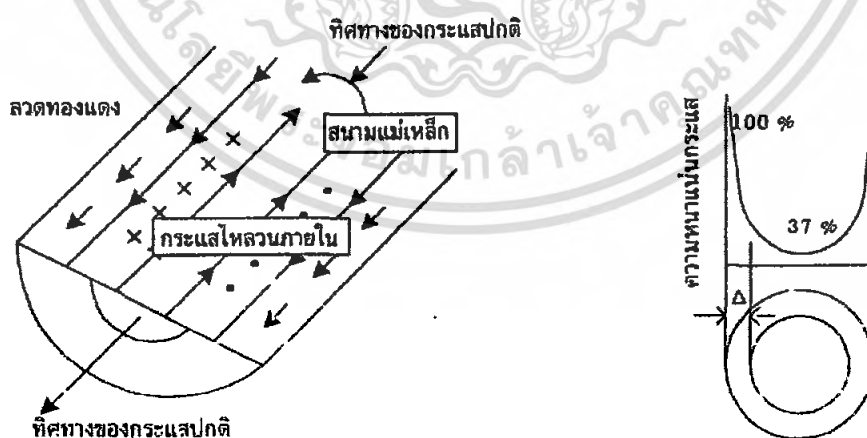 ทิศทางของกระแสปกติ
ลวดทองแดง
สนามแม่เหล็ก
กระแสไหลวนภายใน
ทิศทางของกระแสปกติ
ความหนาแน่นกระแส
100 %
37 %
Δ